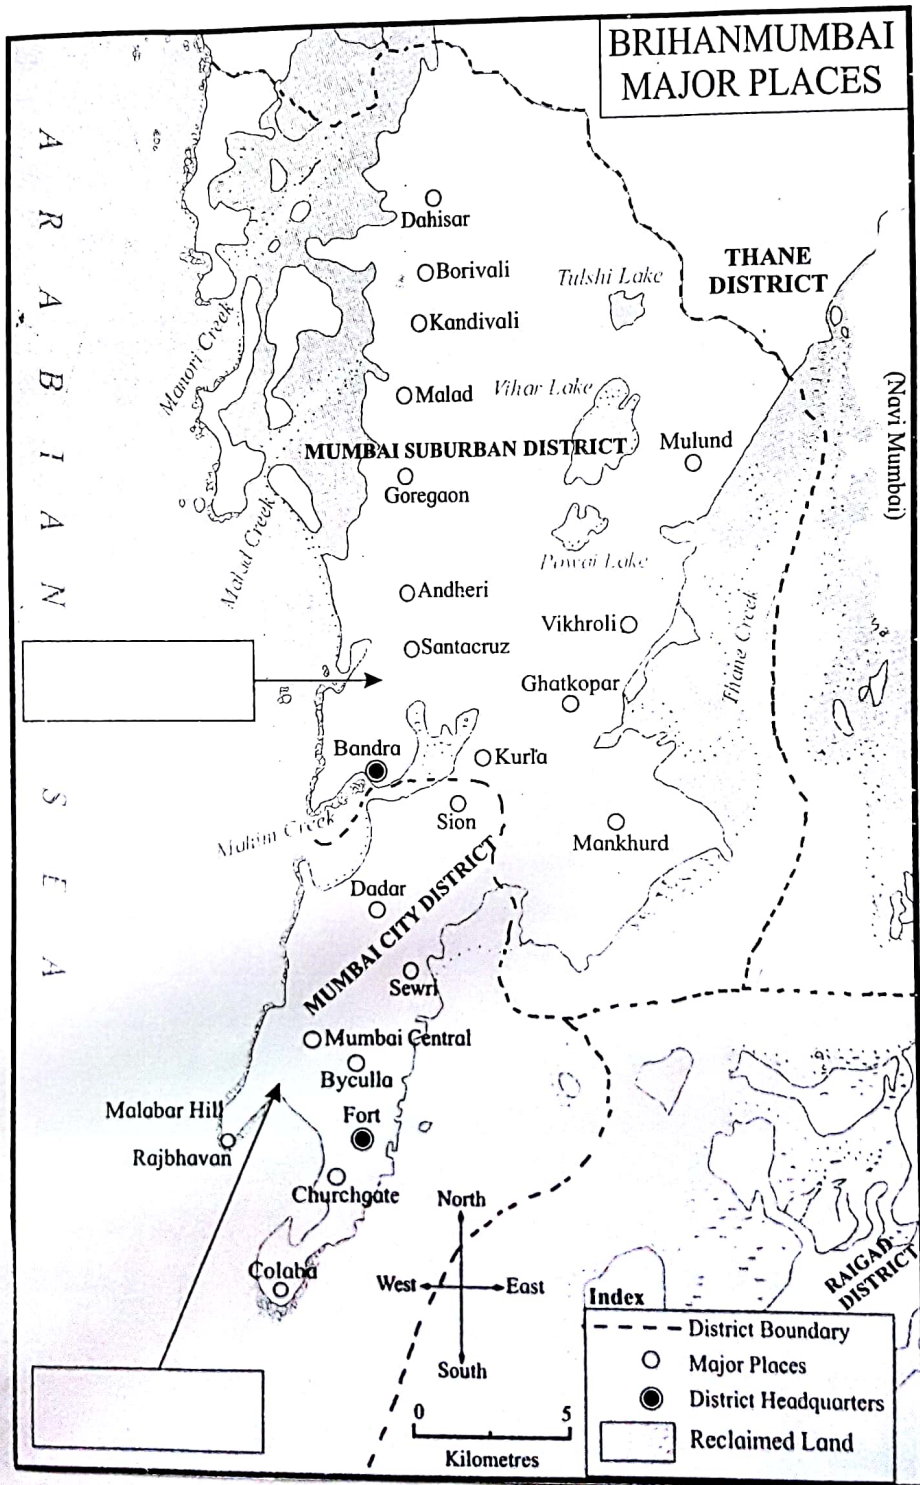 BRIHANMUMBAI
MAJOR PLACES
ARABIAN SEA
Dahisar
Borivali
Kandivali
Malad
Tulshi Lake
THANE
DISTRICT
Manori Creek
Vihar Lake
(Navi Mumbai)
MUMBAI SUBURBAN DISTRICT
Mulund
Goregaon
Malad Creek
Powai Lake
Andheri
Vikhroli
Thane Creek
Santacruz
Ghatkopar
Bandra
Kurla
Sion
Mahim Creek
Mankhurd
Dadar
MUMBAI CITY DISTRICT
Sewri
Mumbai Central
Byculla
Malabar Hill
Fort
Rajbhavan
Churchgate
Colaba
North
West
East
South
RAIGAD
DISTRICT
0 5
Kilometres
Index
District Boundary
Major Places
District Headquarters
Reclaimed Land